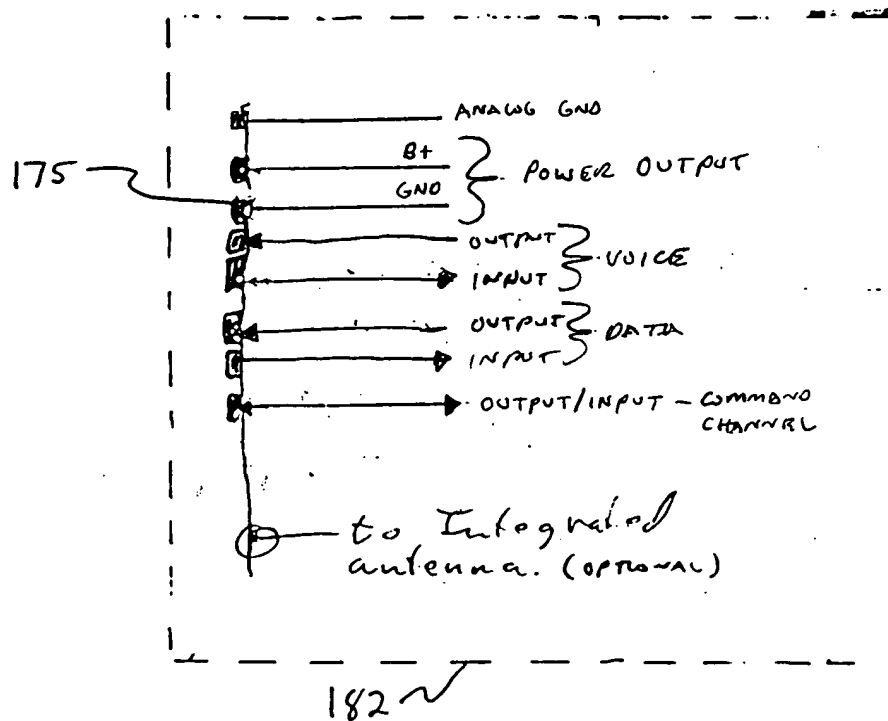 ANALOG GND
B+
POWER OUTPUT
175
GND
OUTPUT
VOICE
INPUT
OUTPUT
DATA
INPUT
OUTPUT/INPUT – COMMAND
CHANNEL
to Integrated
antenna. (OPTIONAL)
182